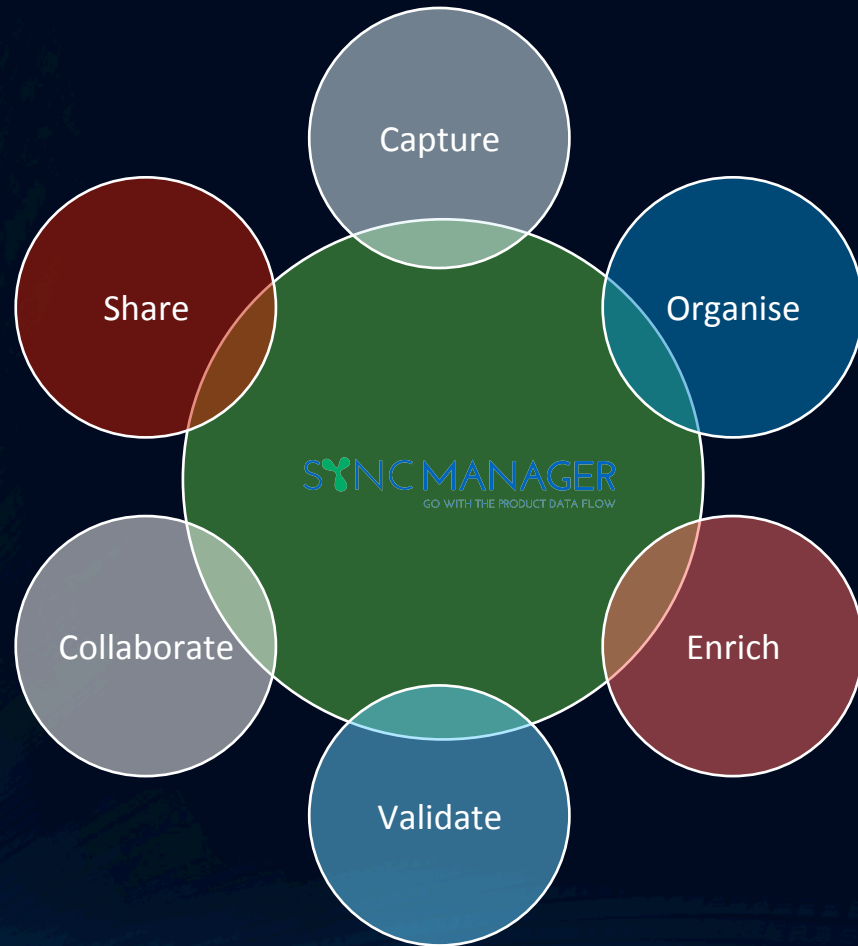 Capture
Organise
Enrich
Validate
Collaborate
Share
SYNC MANAGER
GO WITH THE PRODUCT DATA FLOW